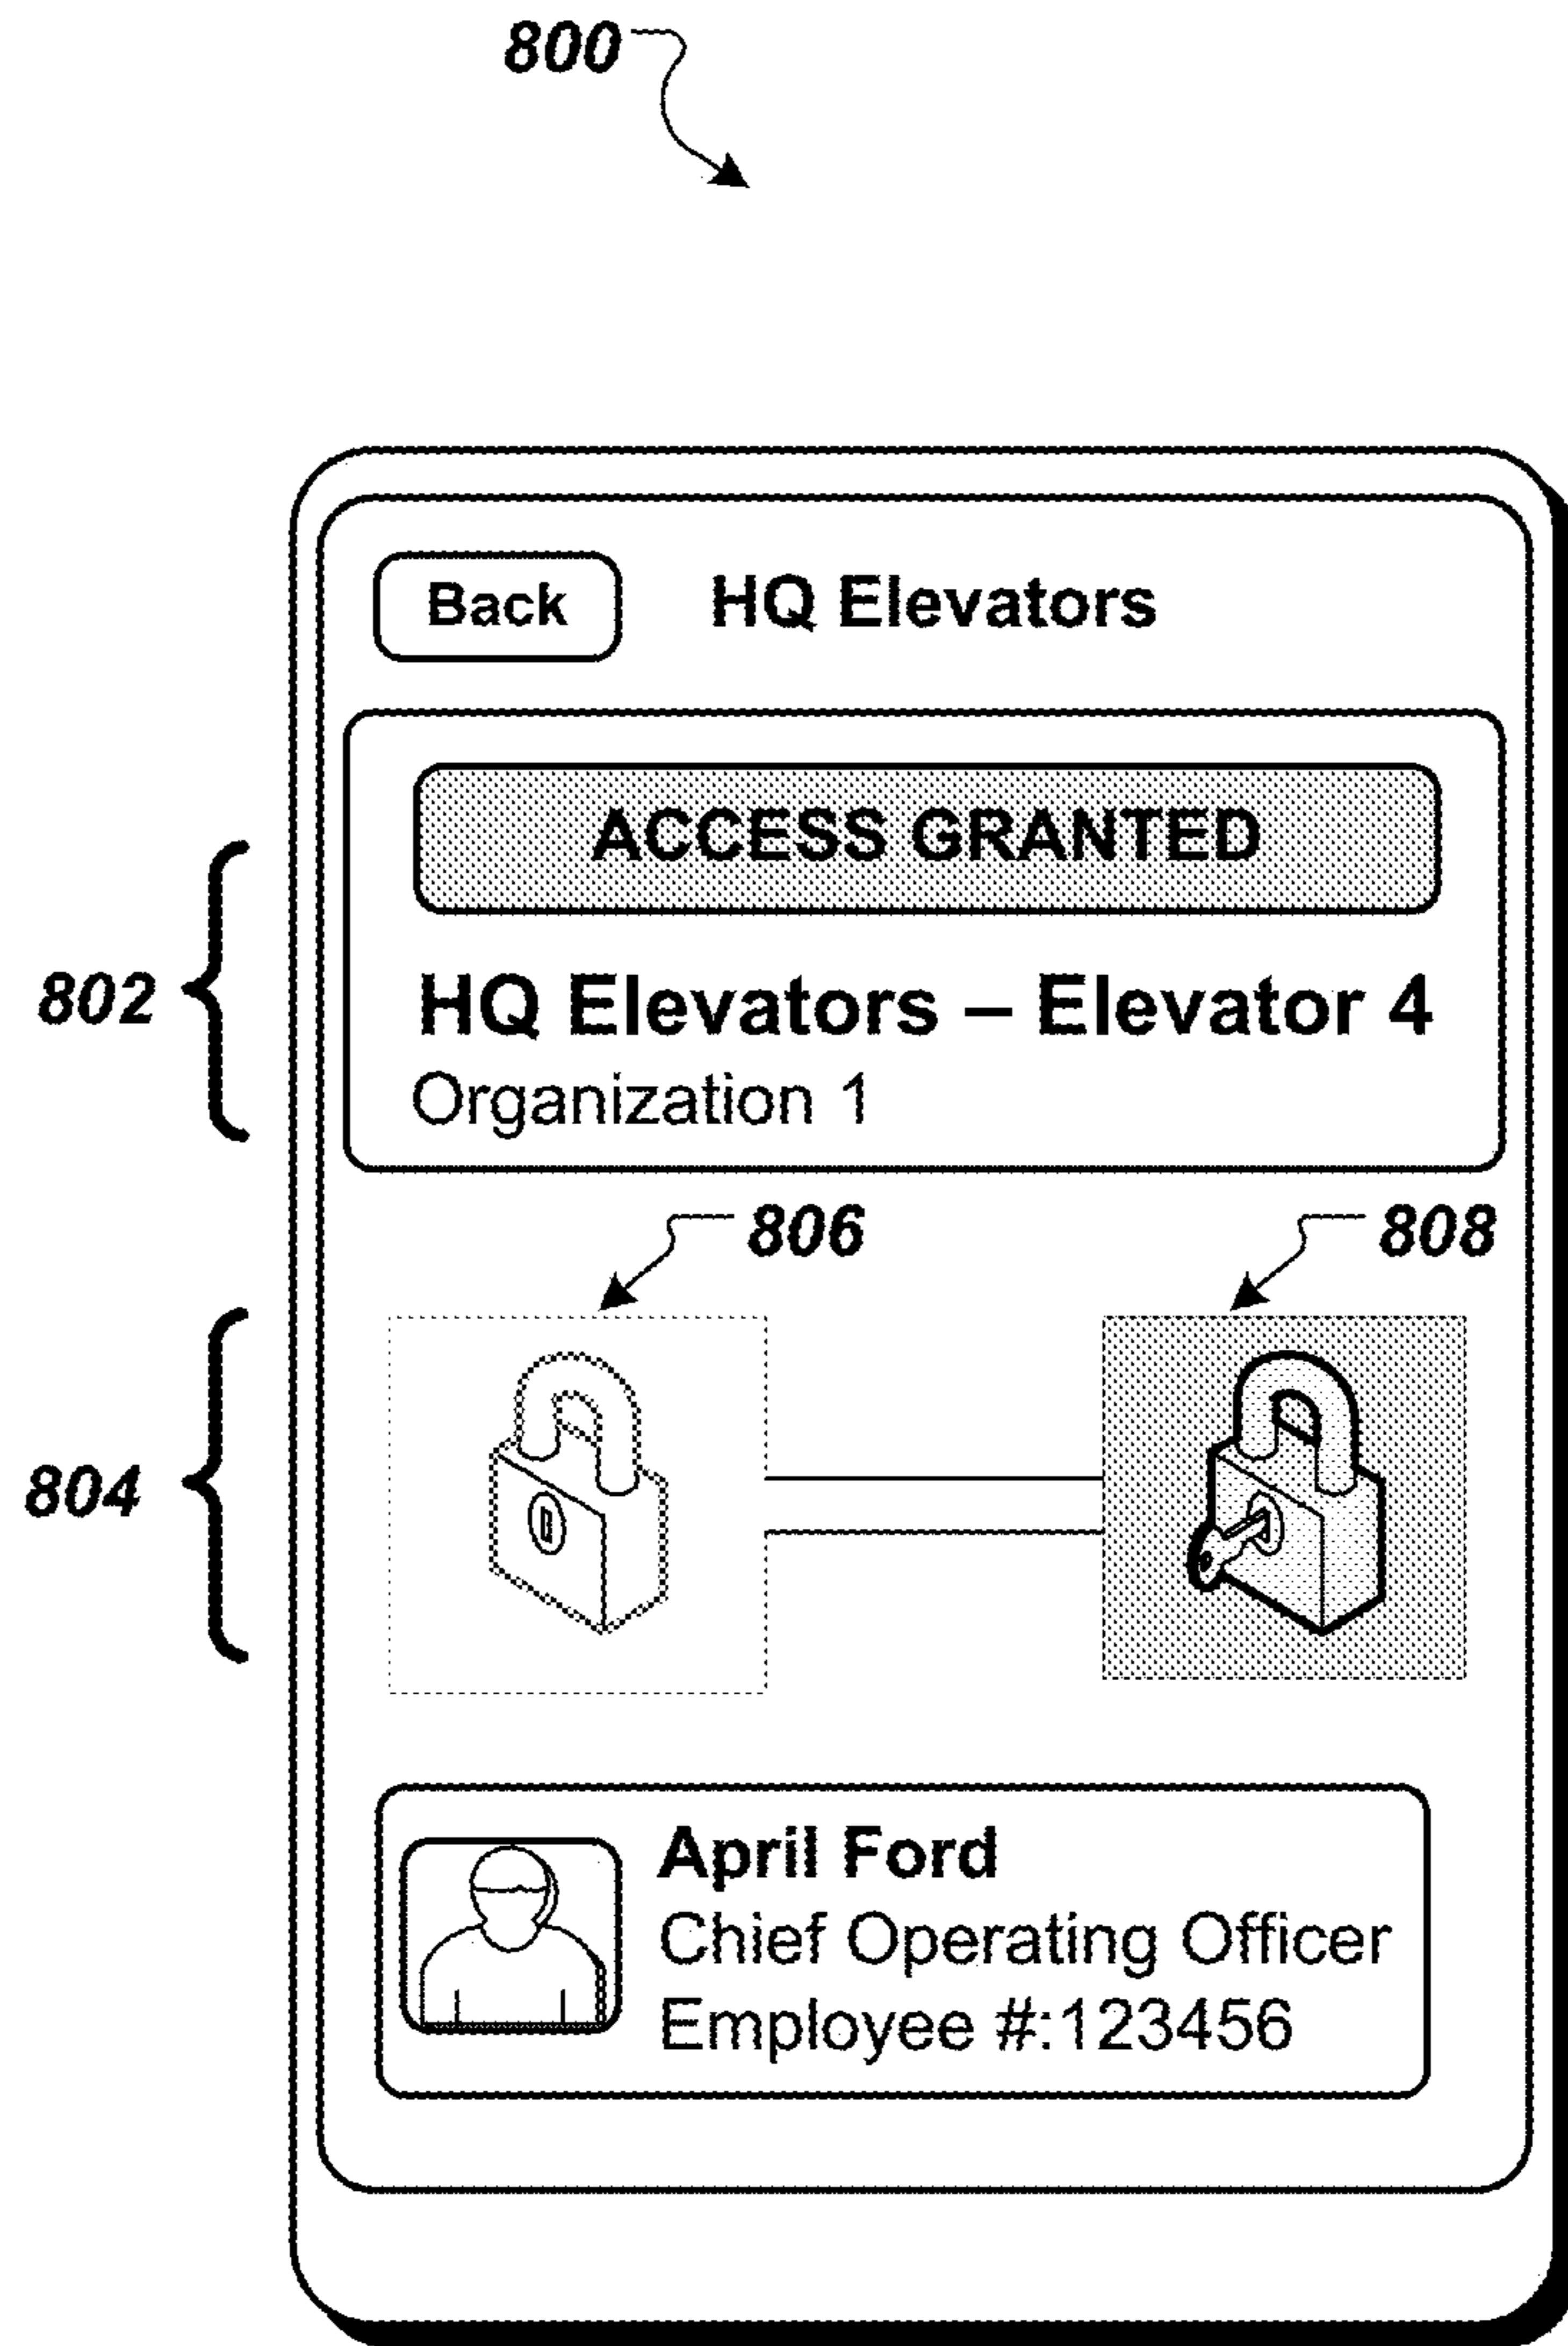 800
Back HQ Elevators
ACCESS GRANTED
802
HQ Elevators – Elevator 4
Organization 1
806 808
804
April Ford
Chief Operating Officer
Employee #:123456